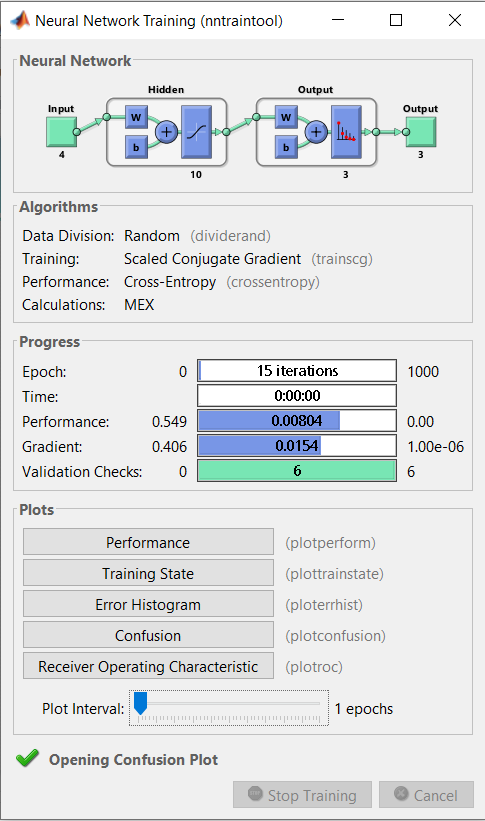 Neural Network Training (nntraintool)
Neural Network
Hidden Output
Input Output
W W
b b
4 10 3 3
Algorithms
Data Division: Random (dividerand)
Training: Scaled Conjugate Gradient (trainscg)
Performance: Cross-Entropy (crossentropy)
Calculations: MEX
Progress
Epoch: 0 15 iterations 1000
Time: 0:00:00
Performance: 0.549 0.00804 0.00
Gradient: 0.406 0.0154 1.00e-06
Validation Checks: 0 6 6
Plots
Performance (plotperform)
Training State (plottrainstate)
Error Histogram (ploterrhist)
Confusion (plotconfusion)
Receiver Operating Characteristic (plotroc)
Plot Interval: 1 epochs
Opening Confusion Plot
Stop Training Cancel